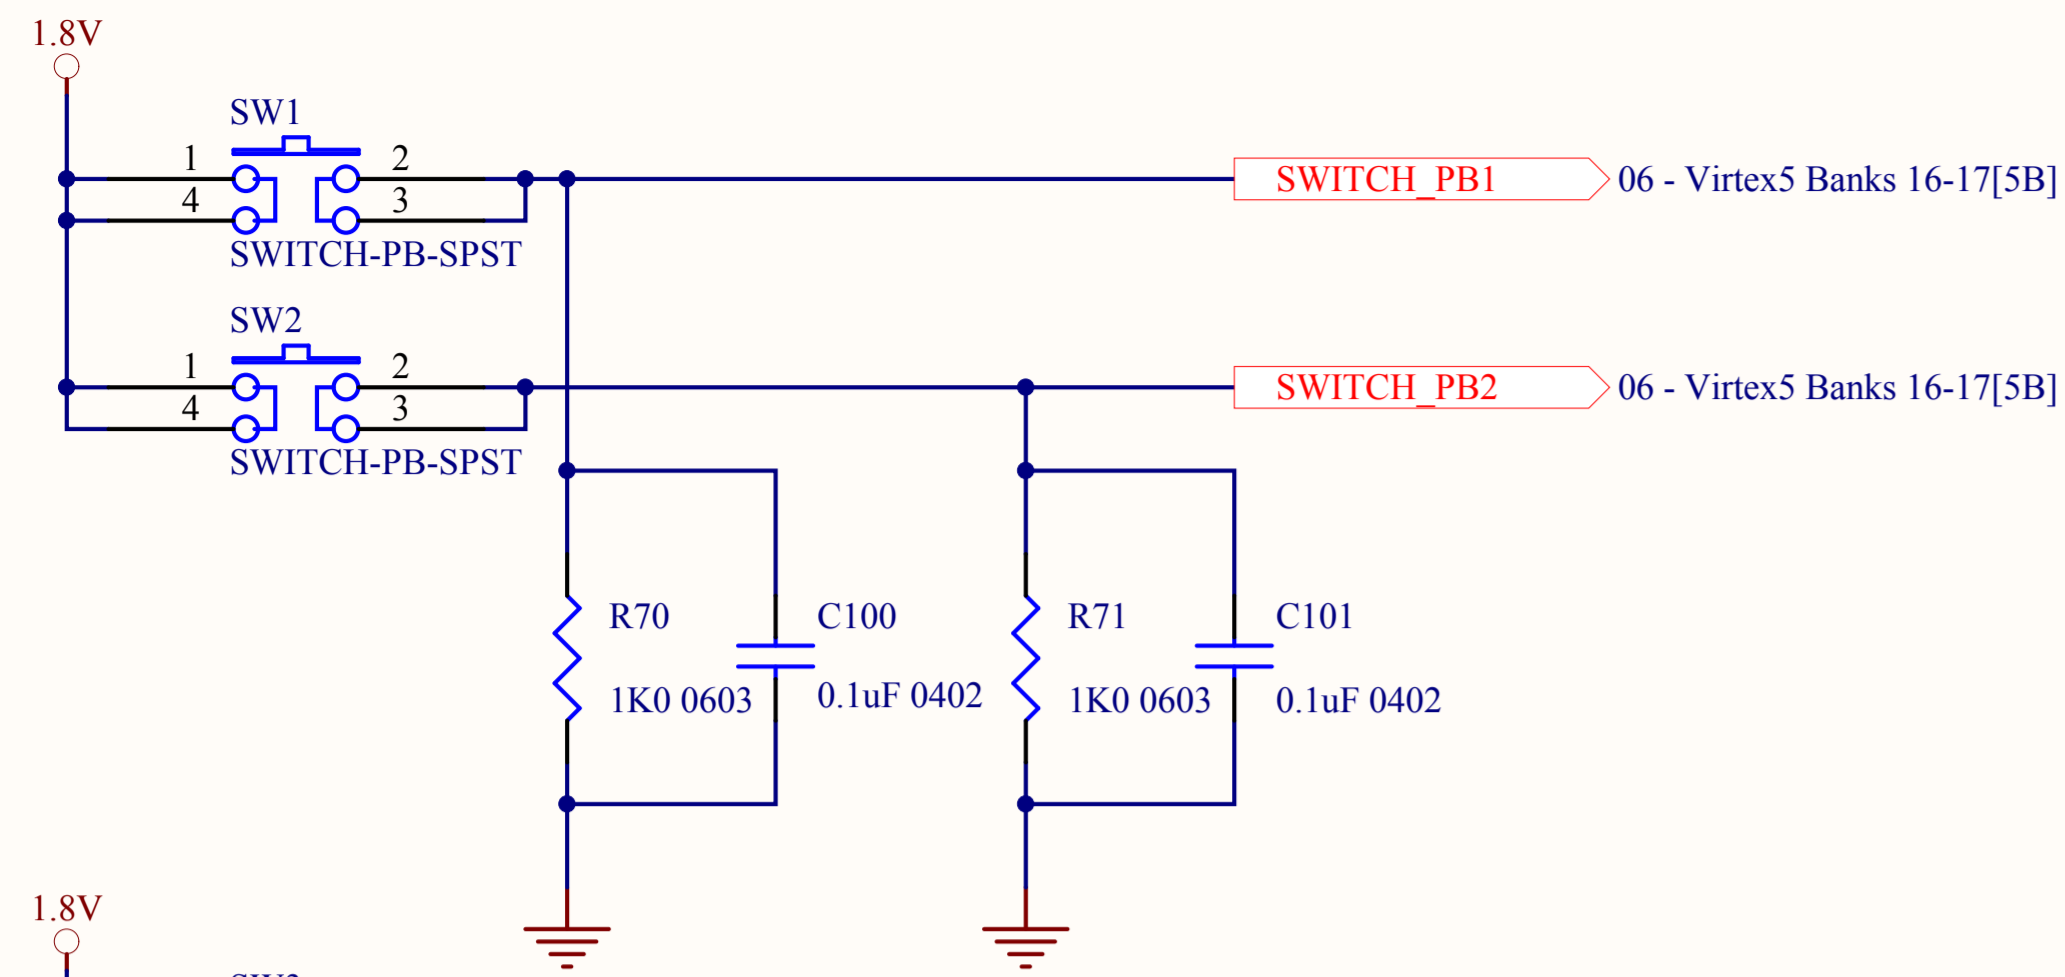 1.8V
SW1
1 2
4 3
SWITCH-PB-SPST
SWITCH_PB1 06 - Virtex5 Banks 16-17[5B]
SW2
1 2
4 3
SWITCH-PB-SPST
SWITCH_PB2 06 - Virtex5 Banks 16-17[5B]
R70 C100 R71 C101
1K0 0603 0.1uF 0402 1K0 0603 0.1uF 0402
1.8V